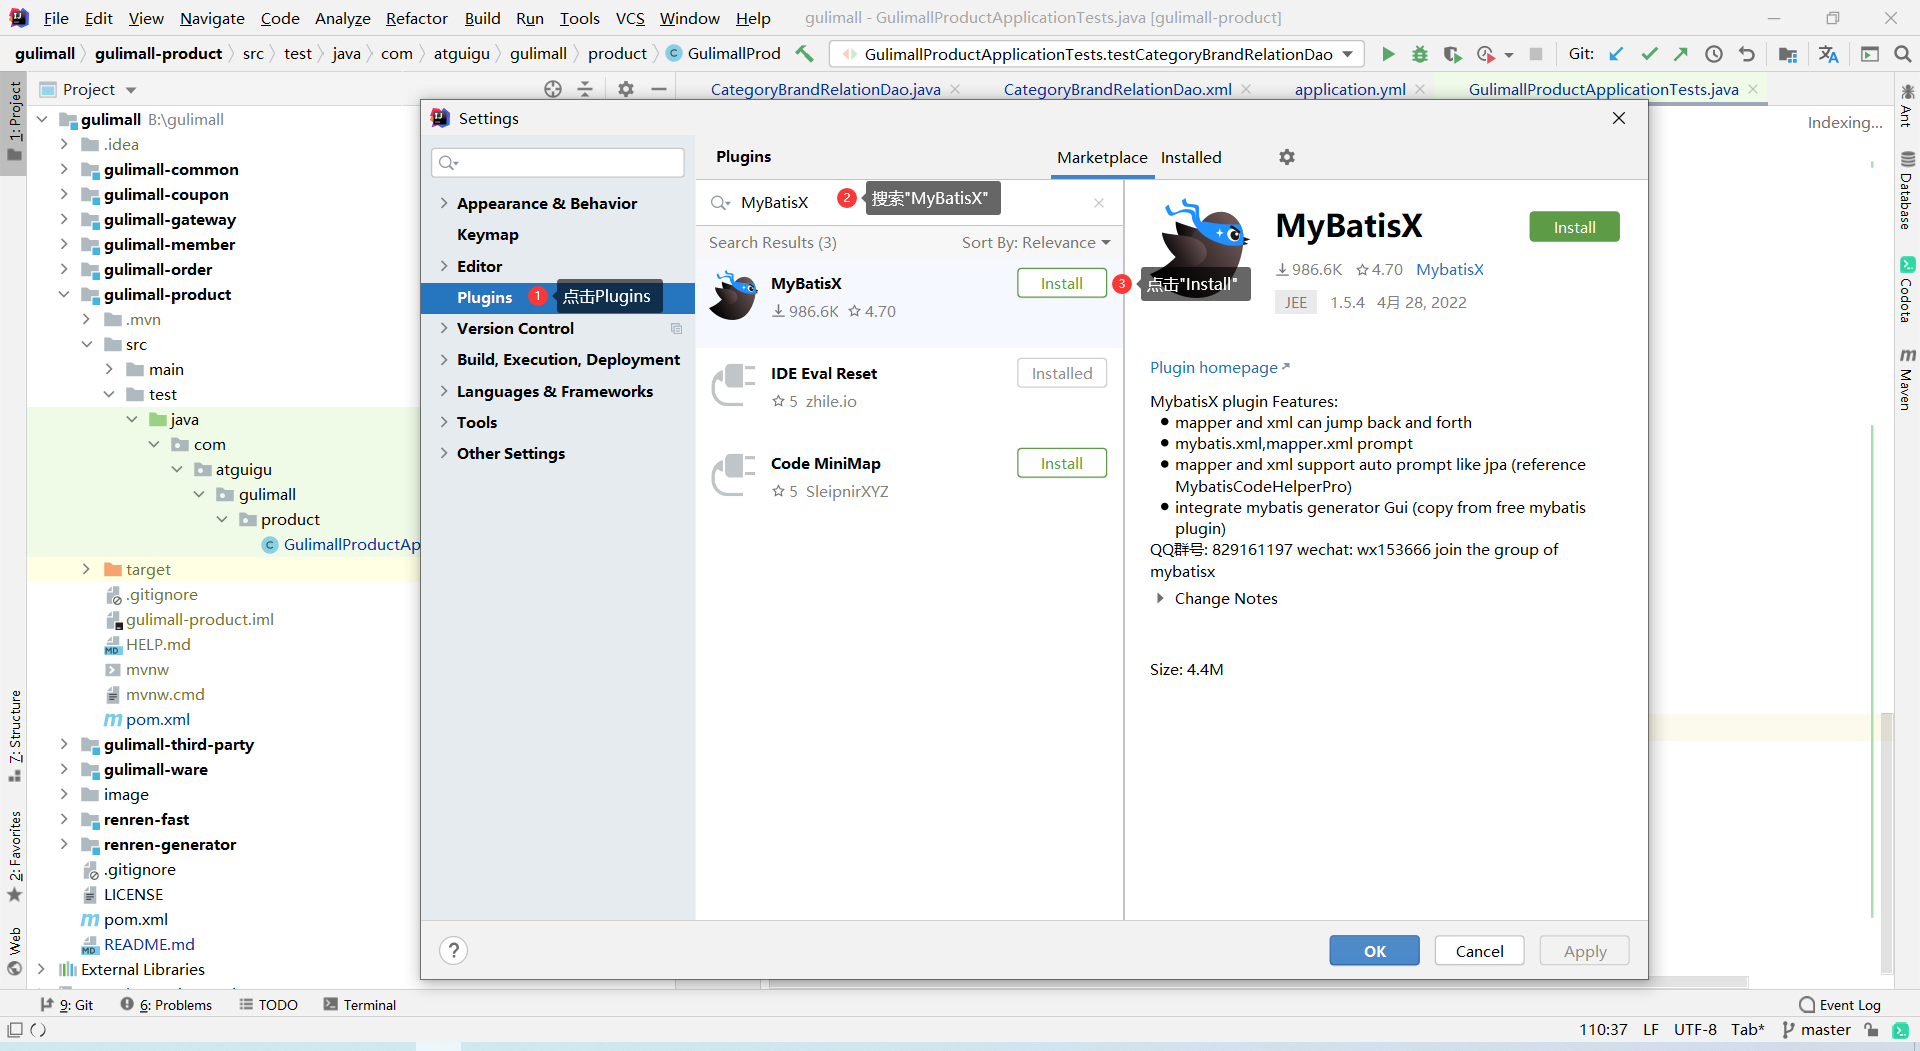 File Edit View Navigate Code Analyze Refactor Build Run Tools VCS Window Help gulimall - GulimallProductApplicationTests.java [gulimall-product]
gulimall gulimall-product src test java com atguigu gulimall product GulimallProd GulimallProductApplicationTests.testCategoryBrandRelationDao Git:
Project
CategoryBrandRelationDao.java CategoryBrandRelationDao.xml application.yml GulimallProductApplicationTests.java
Indexing...
1: Project
7: Structure
2: Favorites
Web
gulimall B:\gulimall
.idea
gulimall-common
gulimall-coupon
gulimall-gateway
gulimall-member
gulimall-order
gulimall-product
.mvn
src
main
test
java
com
atguigu
gulimall
product
GulimallProductAp
target
.gitignore
gulimall-product.iml
HELP.md
mvnw
mvnw.cmd
pom.xml
gulimall-third-party
gulimall-ware
image
renren-fast
renren-generator
.gitignore
LICENSE
pom.xml
README.md
External Libraries
Settings
Appearance & Behavior
Keymap
Editor
Plugins 1 点击Plugins
Version Control
Build, Execution, Deployment
Languages & Frameworks
Tools
Other Settings
Plugins
Marketplace Installed
MyBatisX 2 搜索"MyBatisX"
Search Results (3) Sort By: Relevance
MyBatisX Install 3 点击"Install"
986.6K 4.70
IDE Eval Reset Installed
5 zhile.io
Code MiniMap Install
5 SleipnirXYZ
MyBatisX Install
986.6K 4.70 MybatisX
JEE 1.5.4 4月 28, 2022
Plugin homepage
MybatisX plugin Features:
mapper and xml can jump back and forth
mybatis.xml,mapper.xml prompt
mapper and xml support auto prompt like jpa (reference
MybatisCodeHelperPro)
integrate mybatis generator Gui (copy from free mybatis
plugin)
QQ群号: 829161197 wechat: wx153666 join the group of
mybatisx
Change Notes
Size: 4.4M
? OK Cancel Apply
Ant
Database
Codota
Maven
9: Git 6: Problems TODO Terminal Event Log
110:37 LF UTF-8 Tab* master